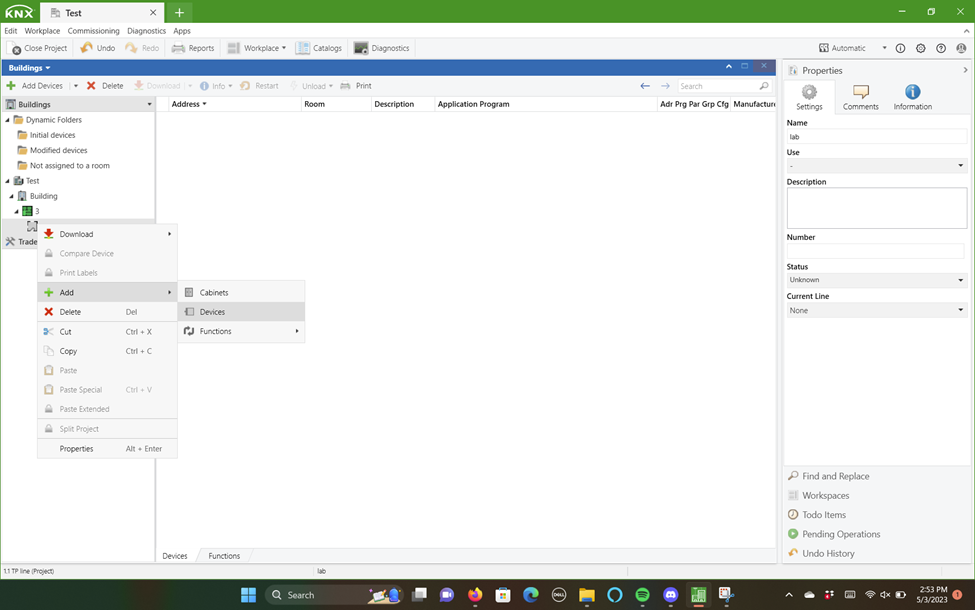 KNX Test
Edit Workplace Commissioning Diagnostics Apps
Close Project Undo Redo Reports Workplace Catalogs Diagnostics Automatic
Buildings
Add Devices Delete Download Info Restart Unload Print Search
Buildings
Address Room Description Application Program Adr Prg Par Grp Cfg Manufacture
Dynamic Folders
Initial devices
Modified devices
Not assigned to a room
Test
Building
3
Trade
Download
Compare Device
Print Labels
Add
Delete Del
Cut Ctrl + X
Copy Ctrl + C
Paste
Paste Special Ctrl + V
Paste Extended
Split Project
Properties Alt + Enter
Cabinets
Devices
Functions
Properties
Settings Comments Information
Name
lab
Use
-
Description
Number
Status
Unknown
Current Line
None
Find and Replace
Workspaces
Todo Items
Pending Operations
Undo History
Devices Functions
1.1 TP line (Project) lab
Search
DELL
2:53 PM
5/3/2023
1